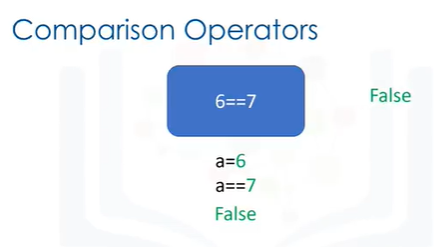 Comparison Operators
6==7
False
a=6
a==7
False